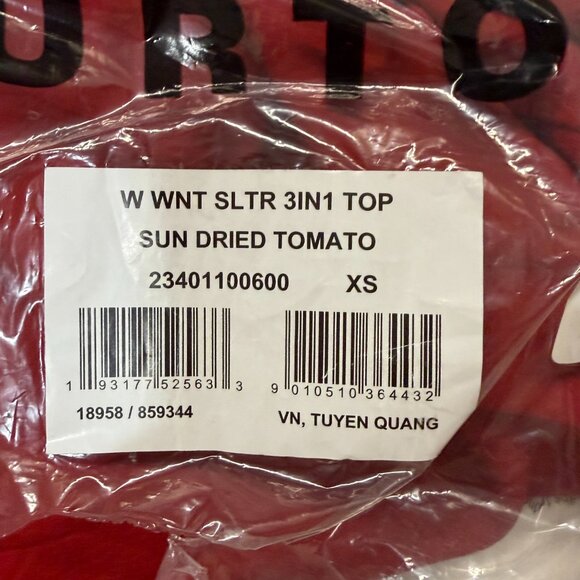 URTO
W WNT SLTR 3IN1 TOP
SUN DRIED TOMATO
23401100600 XS
1 93177 52563 3
9 010510 364432
18958 / 859344
VN, TUYEN QUANG